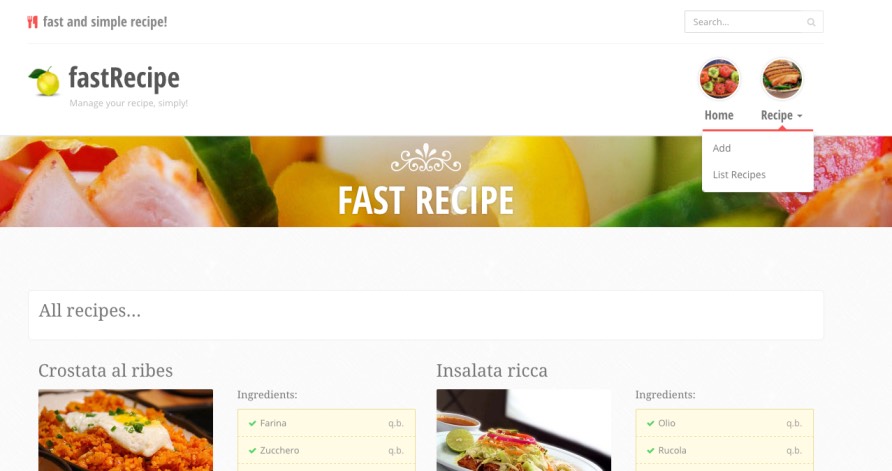 fast and simple recipe!
Search...
fastRecipe
Manage your recipe, simply!
Home
Recipe
Add
List Recipes
FAST RECIPE
All recipes...
Crostata al ribes
Insalata ricca
Ingredients:
Farina q.b.
Zucchero q.b.
Ingredients:
Olio q.b.
Rucola q.b.